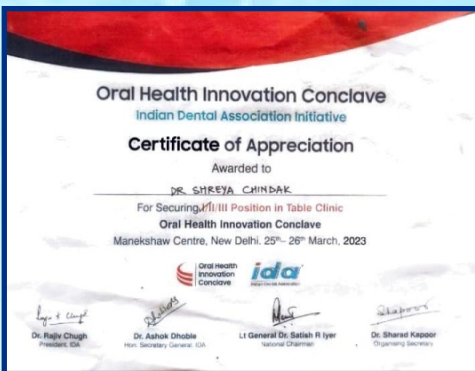 Oral Health Innovation Conclave
Indian Dental Association Initiative
Certificate of Appreciation
Awarded to
DR SHREYA CHINDAK
For Securing I/II/III Position in Table Clinic
Oral Health Innovation Conclave
Manekshaw Centre, New Delhi. 25th – 26th March, 2023
Oral Health
Innovation
Conclave
ida
Indian Dental Association
Dr. Rajiv Chugh
President, IDA
Dr. Ashok Dhoble
Hon. Secretary General, IDA
Lt General Dr. Satish R Iyer
National Chairman
Dr. Sharad Kapoor
Organising Secretary